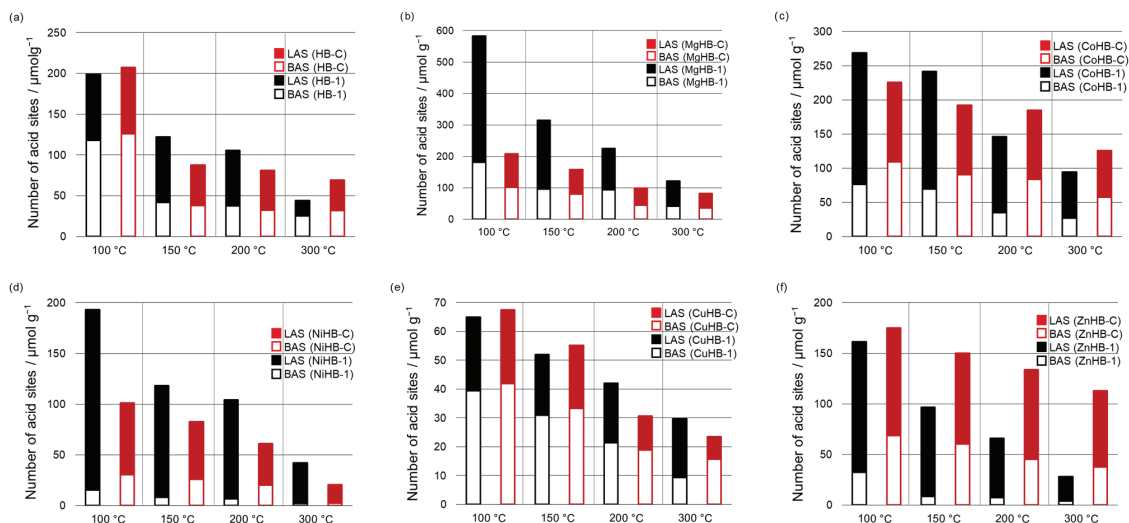 (a)
Number of acid sites / μmolg⁻¹
250
200
150
100
50
0
LAS (HB-C)
BAS (HB-C)
LAS (HB-1)
BAS (HB-1)
100 °C 150 °C 200 °C 300 °C
(b)
Number of acid sites / μmol g⁻¹
600
500
400
300
200
100
0
LAS (MgHB-C)
BAS (MgHB-C)
LAS (MgHB-1)
BAS (MgHB-1)
100 °C 150 °C 200 °C 300 °C
(c)
Number of acid sites / μmol g⁻¹
300
250
200
150
100
50
0
LAS (CoHB-C)
BAS (CoHB-C)
LAS (CoHB-1)
BAS (CoHB-1)
100 °C 150 °C 200 °C 300 °C
(d)
Number of acid sites / μmol g⁻¹
200
150
100
50
0
LAS (NiHB-C)
BAS (NiHB-C)
LAS (NiHB-1)
BAS (NiHB-1)
100 °C 150 °C 200 °C 300 °C
(e)
Number of acid sites / μmol g⁻¹
70
60
50
40
30
20
10
0
LAS (CuHB-C)
BAS (CuHB-C)
LAS (CuHB-1)
BAS (CuHB-1)
100 °C 150 °C 200 °C 300 °C
(f)
Number of acid sites / μmol g⁻¹
200
150
100
50
0
LAS (ZnHB-C)
BAS (ZnHB-C)
LAS (ZnHB-1)
BAS (ZnHB-1)
100 °C 150 °C 200 °C 300 °C